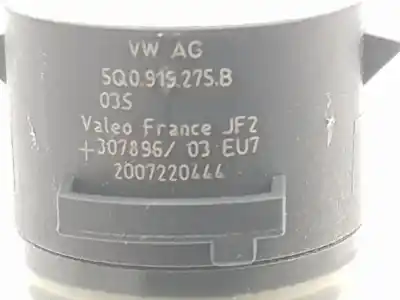 VW AG
5Q0.919.275.B
03S
Valeo France JF2
+307896/ 03 EU7
2007220444